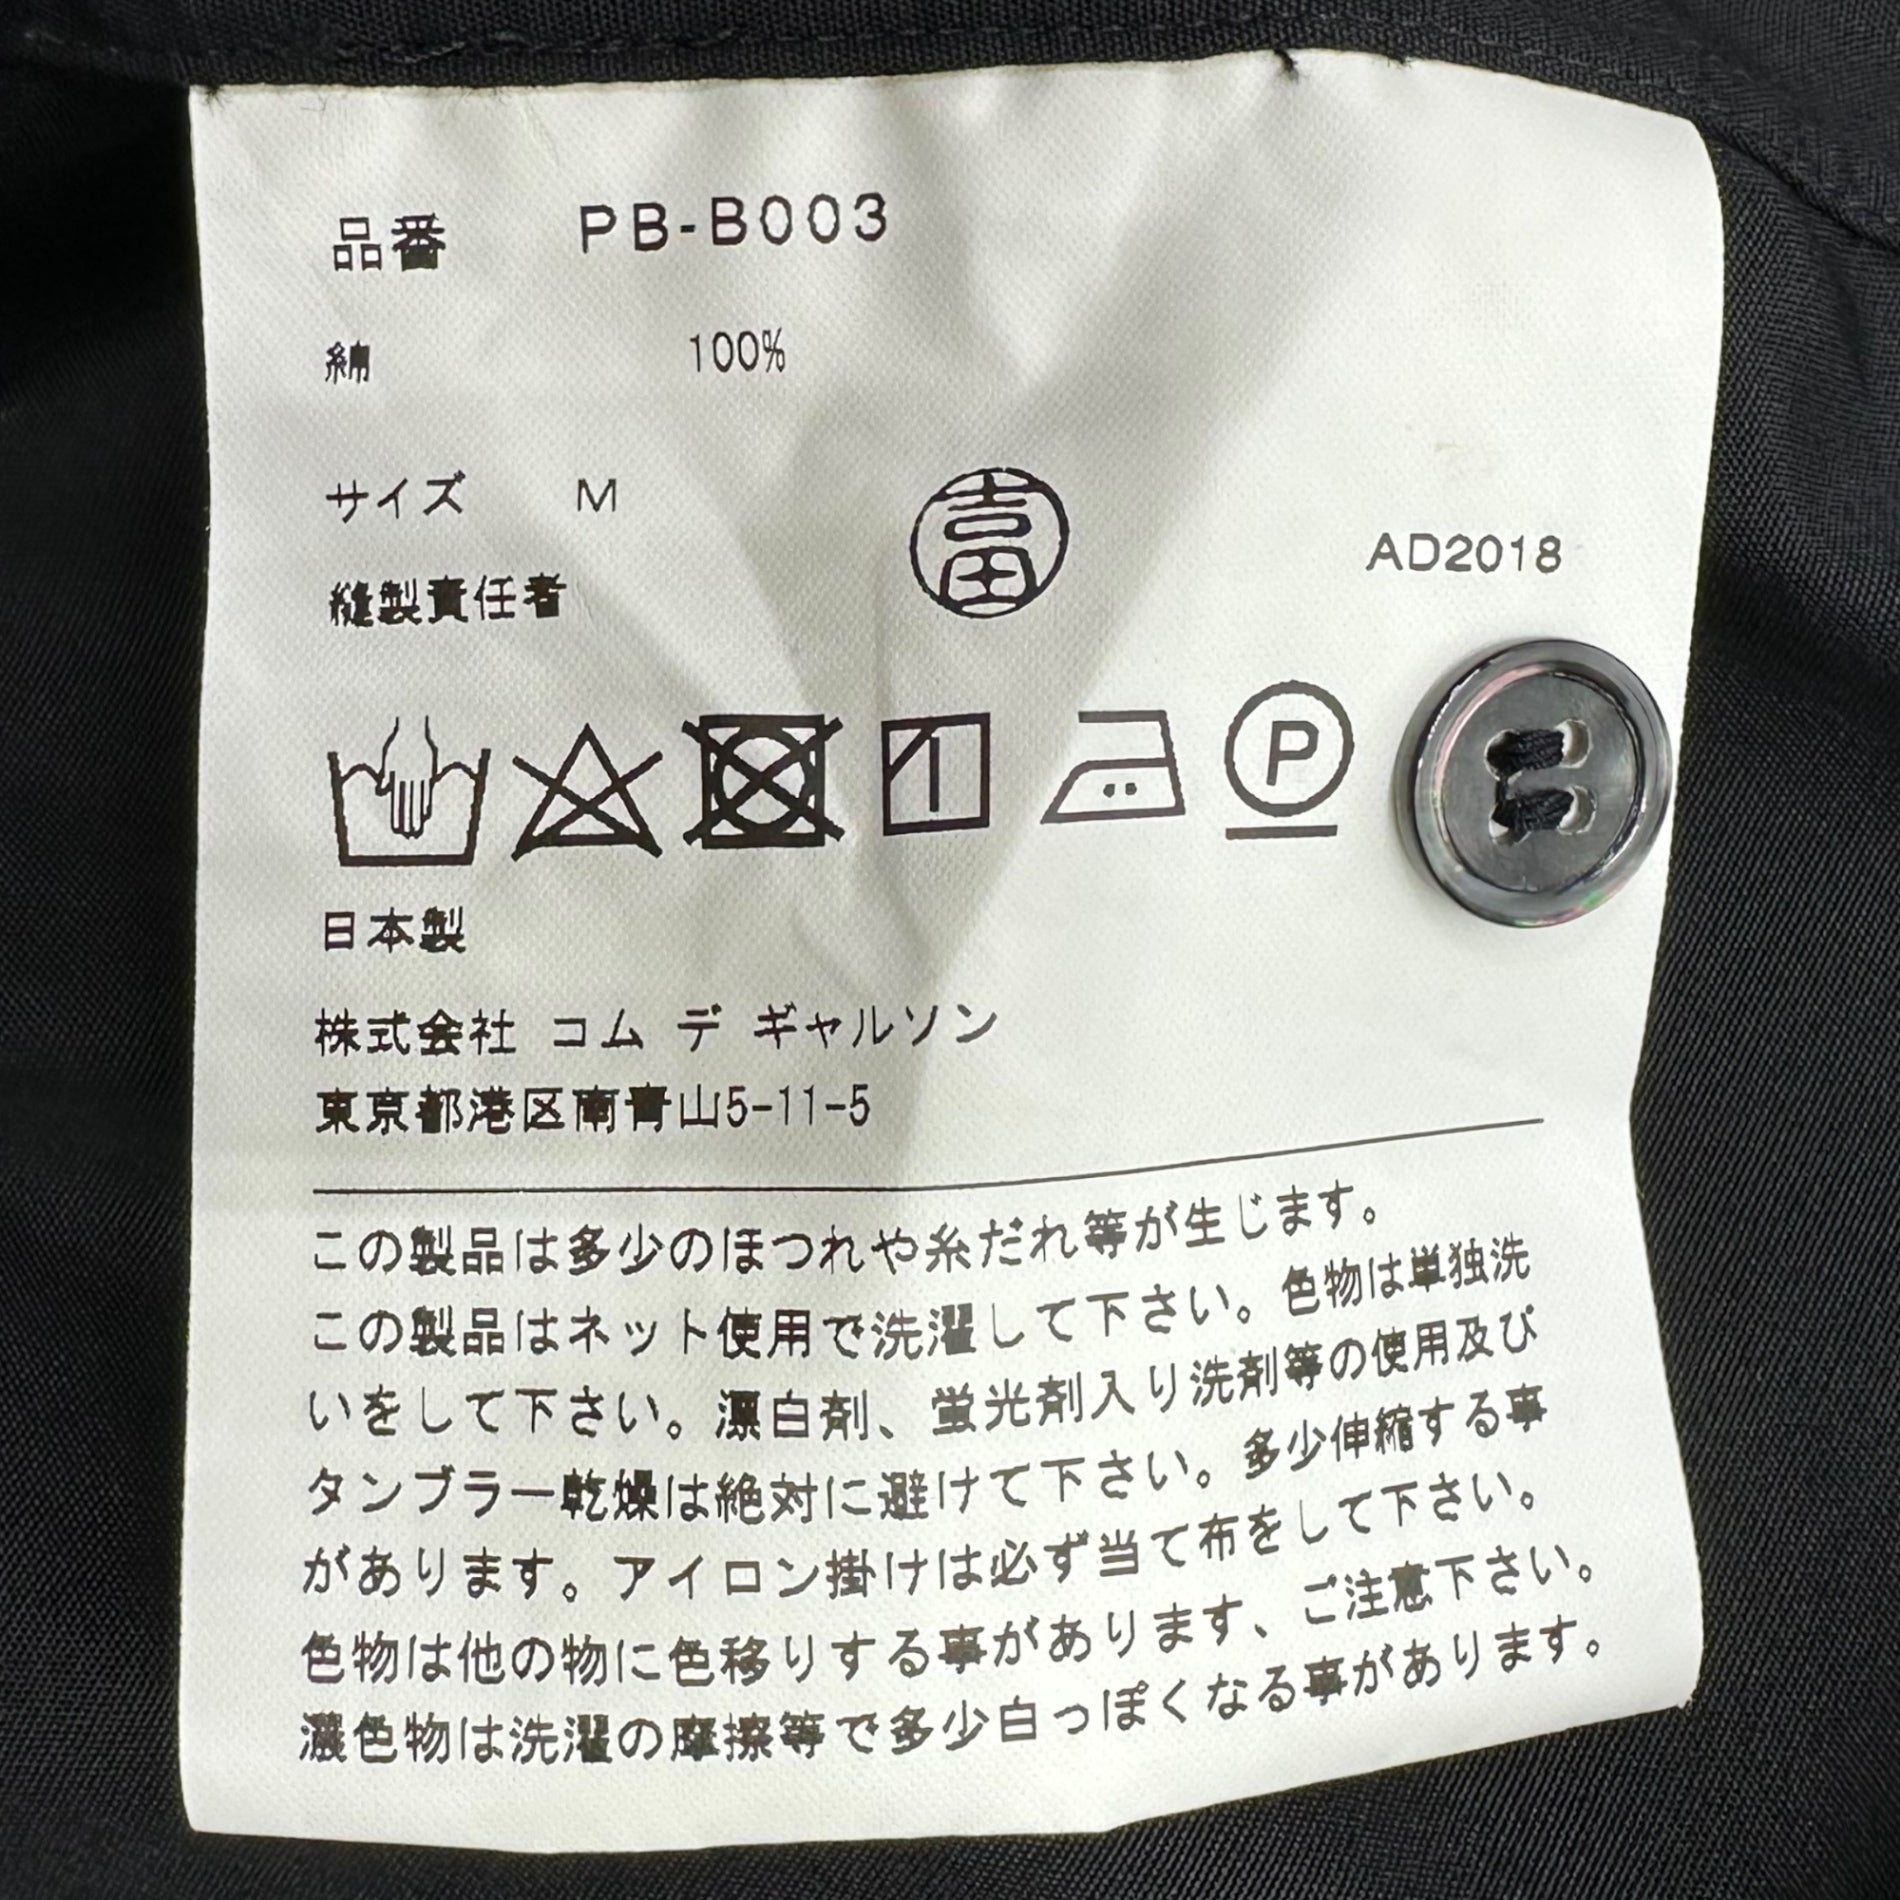 品番 PB-B003
綿 100%
サイズ M
吉田
AD2018
縫製責任者
P
日本製
株式会社 コム デ ギャルソン
東京都港区南青山5-11-5
この製品は多少のほつれや糸だれ等が生じます。
この製品はネット使用で洗濯して下さい。色物は単独洗
いをして下さい。漂白剤、蛍光剤入り洗剤等の使用及び
タンブラー乾燥は絶対に避けて下さい。多少伸縮する事
があります。アイロン掛けは必ず当て布をして下さい。
色物は他の物に色移りする事があります、ご注意下さい。
濃色物は洗濯の摩擦等で多少白っぽくなる事があります。